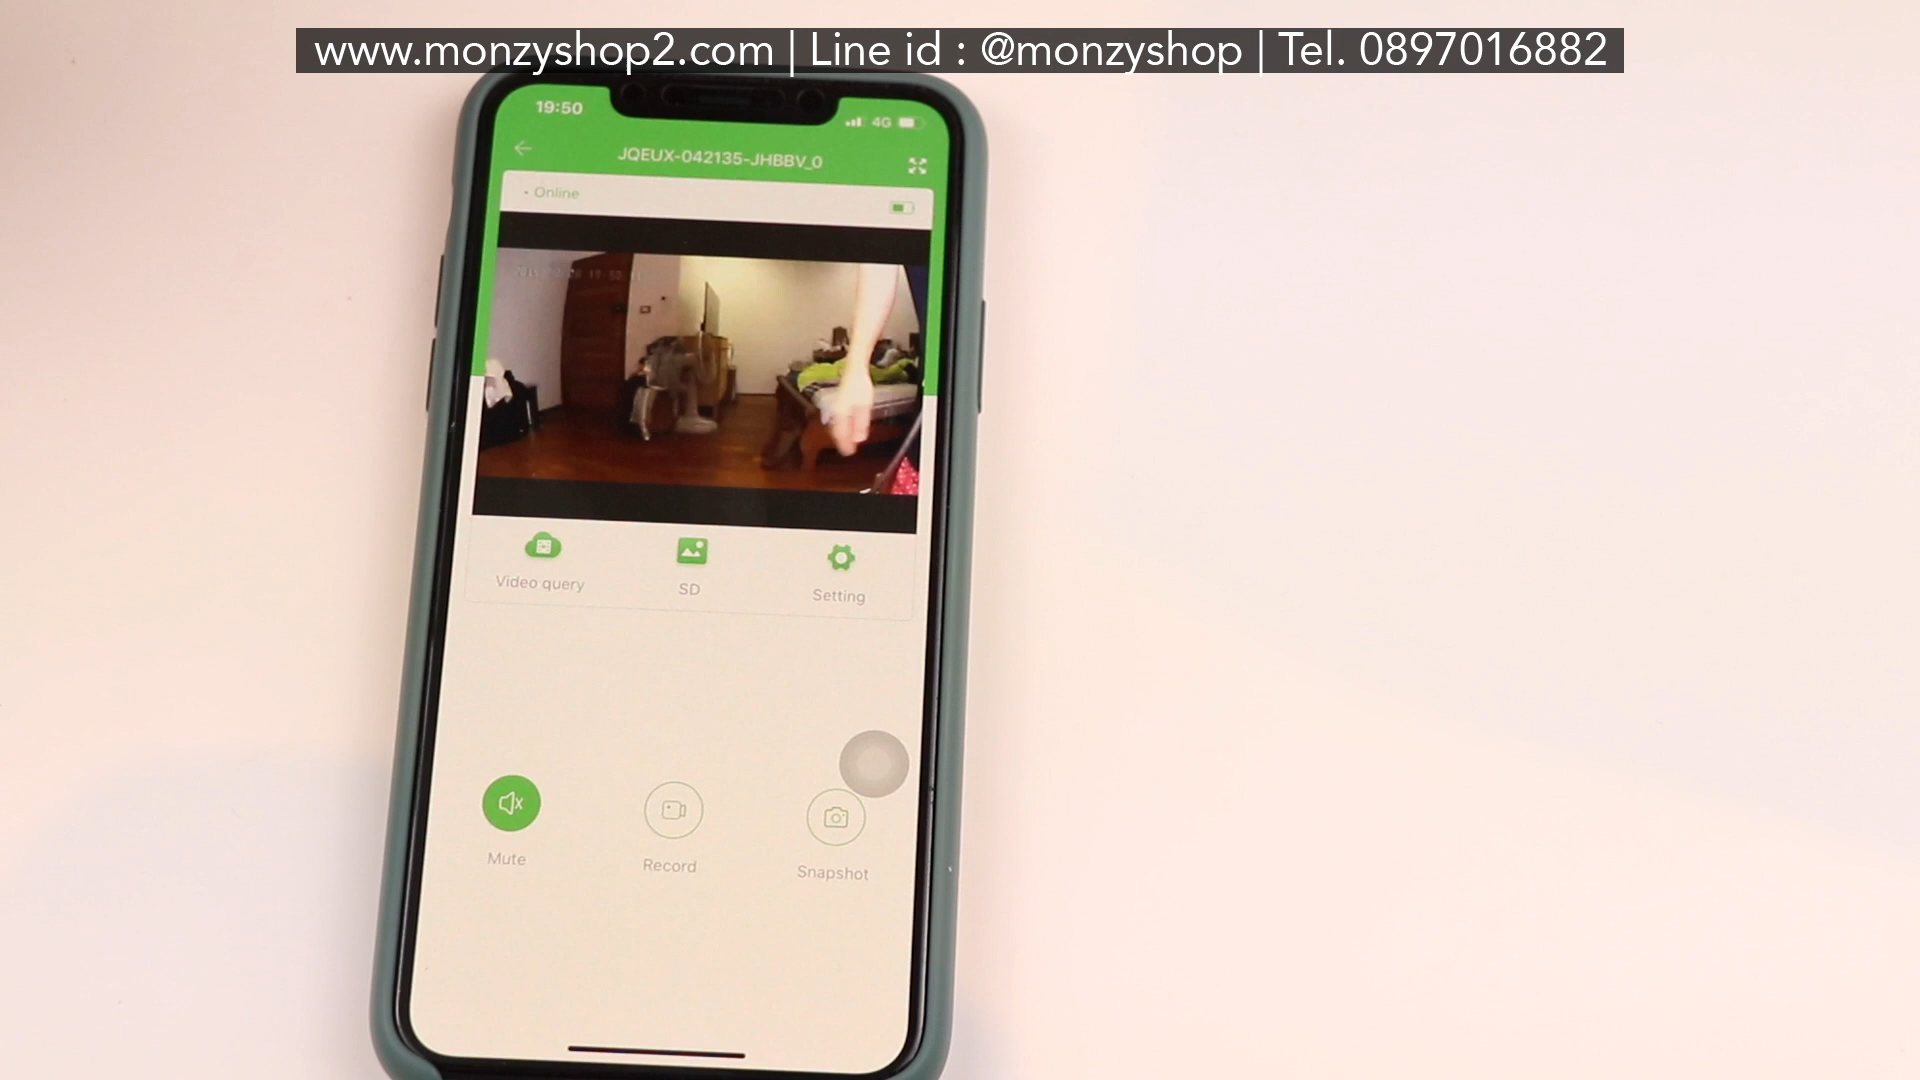 www.monzyshop2.com | Line id : @monzyshop | Tel. 0897016882
19:50
4G
JQEUX-042135-JHBBV_0
Online
Video query
SD
Setting
Mute
Record
Snapshot